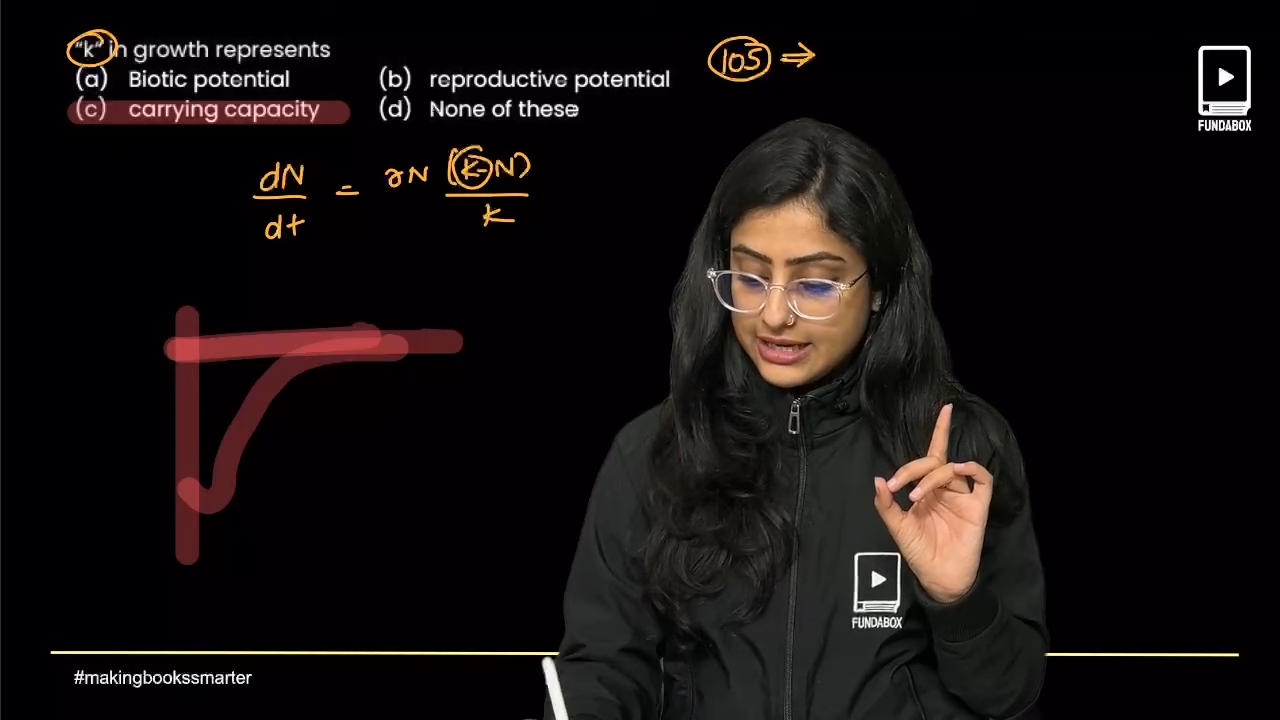 "k" in growth represents
(a) Biotic potential (b) reproductive potential
(c) carrying capacity (d) None of these
105 ⇒
dN/dt = rN (k-N)/k
FUNDABOX
FUNDABOX
#makingbookssmarter